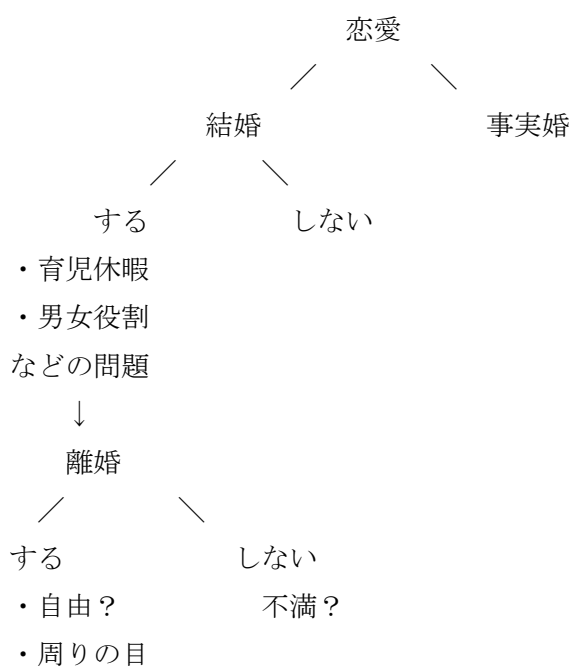 恋愛
／　＼
結婚　事実婚
／　＼
する　しない
・育児休暇
・男女役割
などの問題
↓
離婚
／　＼
する　しない
・自由？　不満？
・周りの目